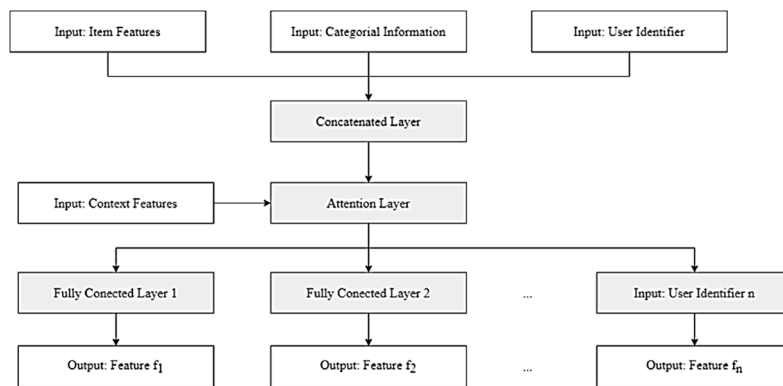 Input: Item Features
Input: Categorial Information
Input: User Identifier
Concatenated Layer
Input: Context Features
Attention Layer
Fully Conected Layer 1
Fully Conected Layer 2
...
Input: User Identifier n
Output: Feature f1
Output: Feature f2
...
Output: Feature fn